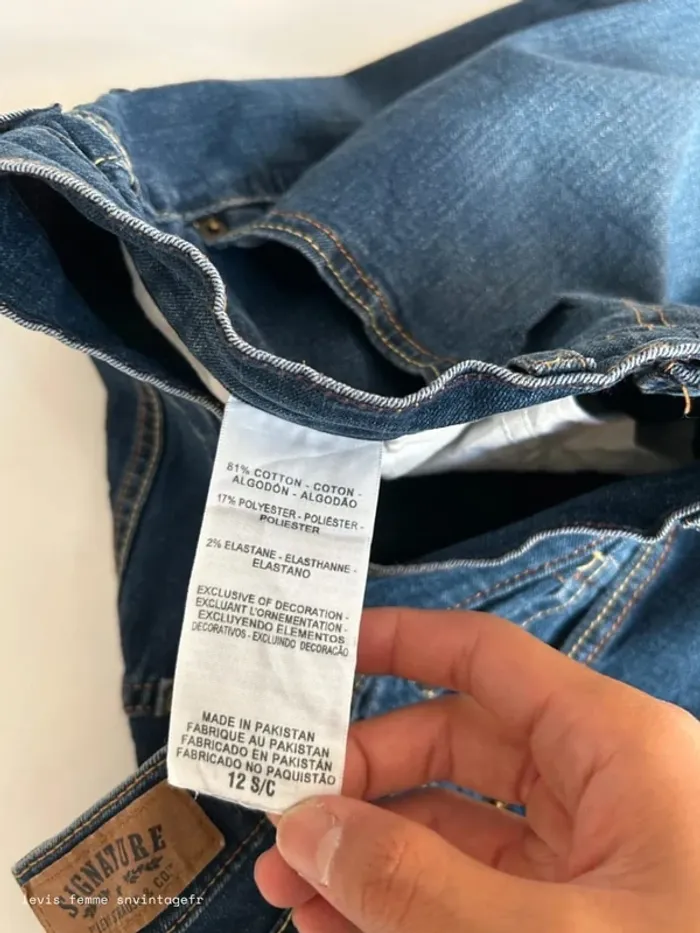 81% COTTON - COTON -
ALGODÓN - ALGODÃO
17% POLYESTER - POLIÉSTER -
POLIESTER
2% ELASTANE - ELASTHANNE -
ELASTANO
EXCLUSIVE OF DECORATION -
EXCLUANT L'ORNEMENTATION -
EXCLUYENDO ELEMENTOS
DECORATIVOS - EXCLUINDO DECORAÇÃO
MADE IN PAKISTAN
FABRIQUE AU PAKISTAN
FABRICADO EN PAKISTÁN
FABRICADO NO PAQUISTÃO
12 S/C
SIGNATURE
CO.™
levis femme snvintagefr